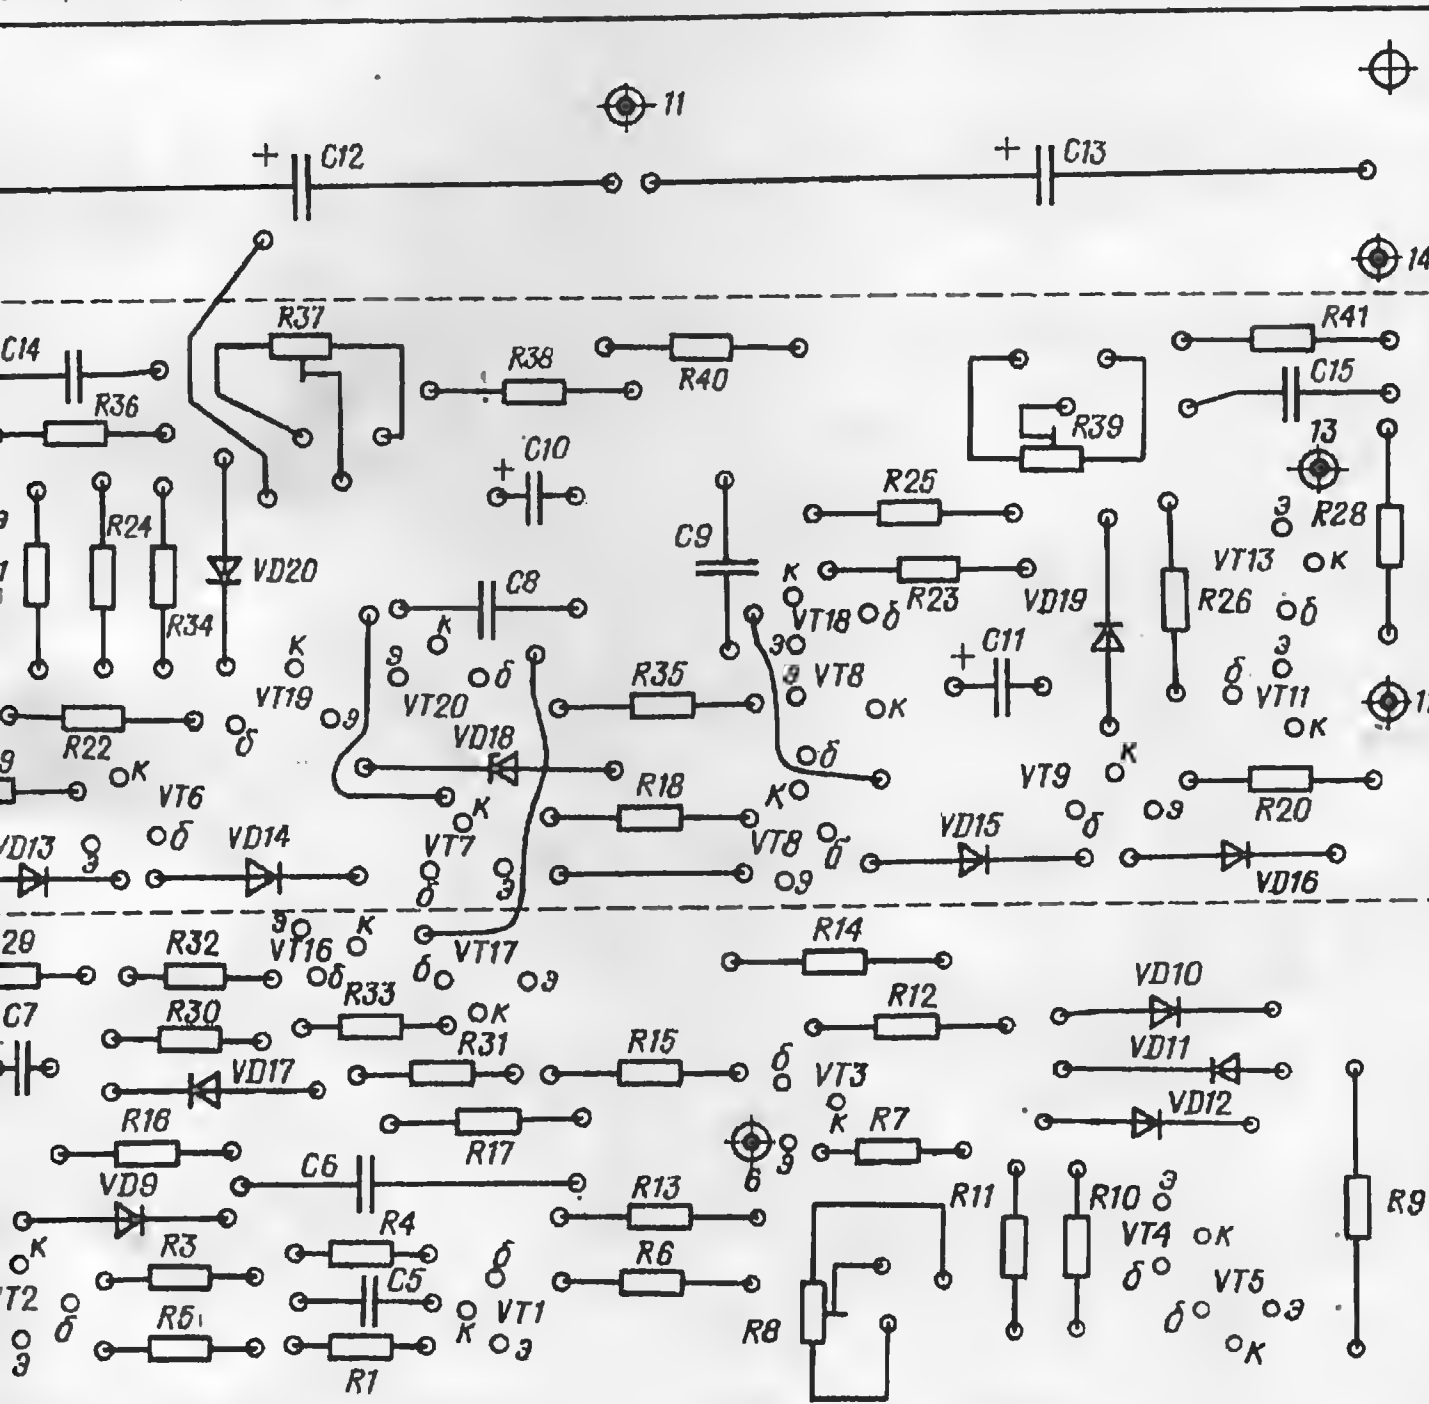 11
+ C12
+ C13
14
R37
R41
C14
R38
R40
C15
R36
R39
13
+ C10
R25
э
R28
R24
C9
VT13
к
VD20
C8
к
R23
VD19
R26
б
R34
к
VT18
б
э
э
C11
+
э
б
к
э
R35
VT8
б
VT19
VT20
к
VT11
э
б
к
R22
VD18
б
к
к
VT9
VT6
R18
к
б
э
R20
VD13
э
б
VD14
к
VT7
VT8
б
VD15
VD16
б
э
э
29
R32
э
VT16
к
б
VT17
б
э
R14
VD10
C7
R30
R33
к
R12
R31
R15
б
VD11
VD17
VT3
к
VD12
R16
R17
R7
э
6
VD9
C6
R13
R11
R10
э
R9
к
R3
R4
б
R6
VT4
к
б
C5
VT5
б
R5
VT1
к
э
R8
б
э
к
э
R1